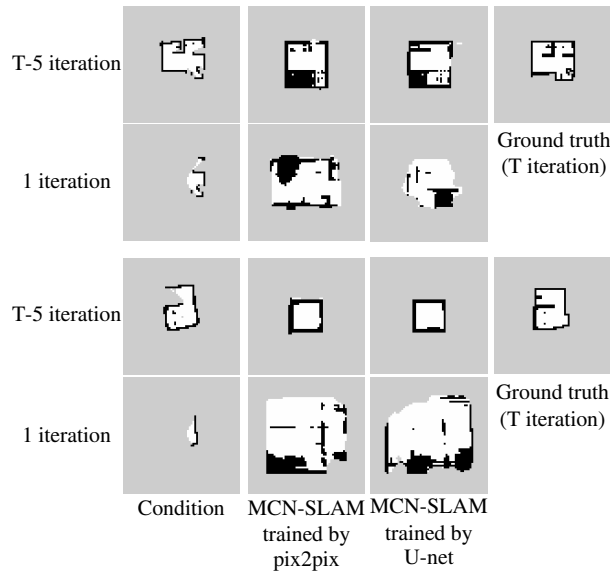 T-5 iteration
1 iteration
Ground truth
(T iteration)
T-5 iteration
1 iteration
Ground truth
(T iteration)
Condition
MCN-SLAM
trained by
pix2pix
MCN-SLAM
trained by
U-net